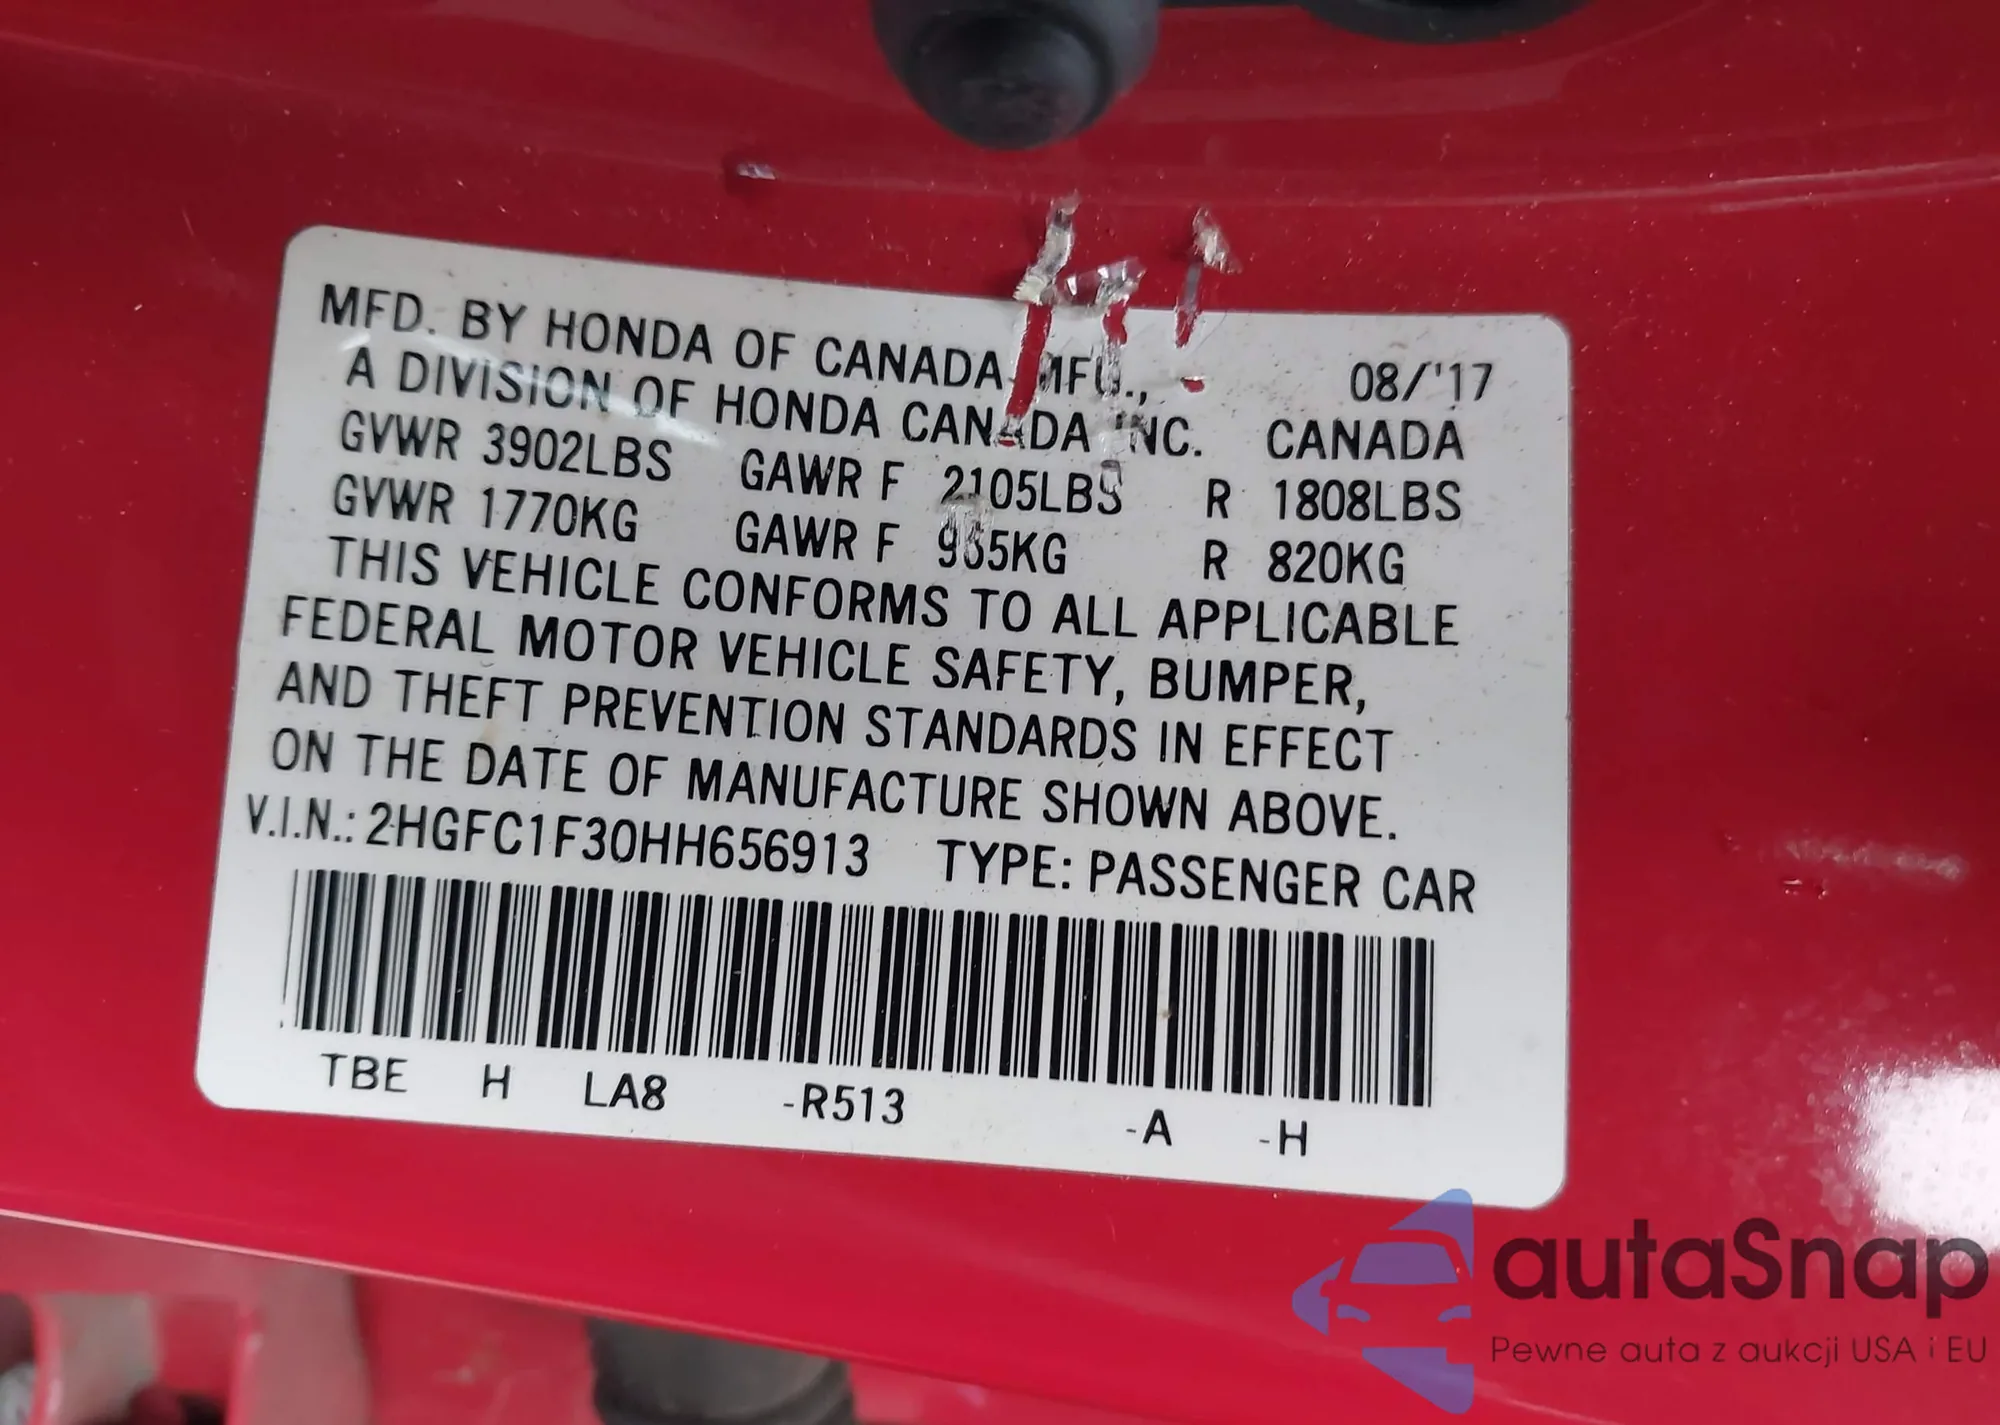 MFD. BY HONDA OF CANADA MFG., 08/'17
A DIVISION OF HONDA CANADA INC. CANADA
GVWR 3902LBS GAWR F 2105LBS R 1808LBS
GVWR 1770KG GAWR F 955KG R 820KG
THIS VEHICLE CONFORMS TO ALL APPLICABLE
FEDERAL MOTOR VEHICLE SAFETY, BUMPER,
AND THEFT PREVENTION STANDARDS IN EFFECT
ON THE DATE OF MANUFACTURE SHOWN ABOVE.
V.I.N.: 2HGFC1F30HH656913 TYPE: PASSENGER CAR
TBE H LA8 -R513 -A -H
autaSnap
Pewne auta z aukcji USA i EU